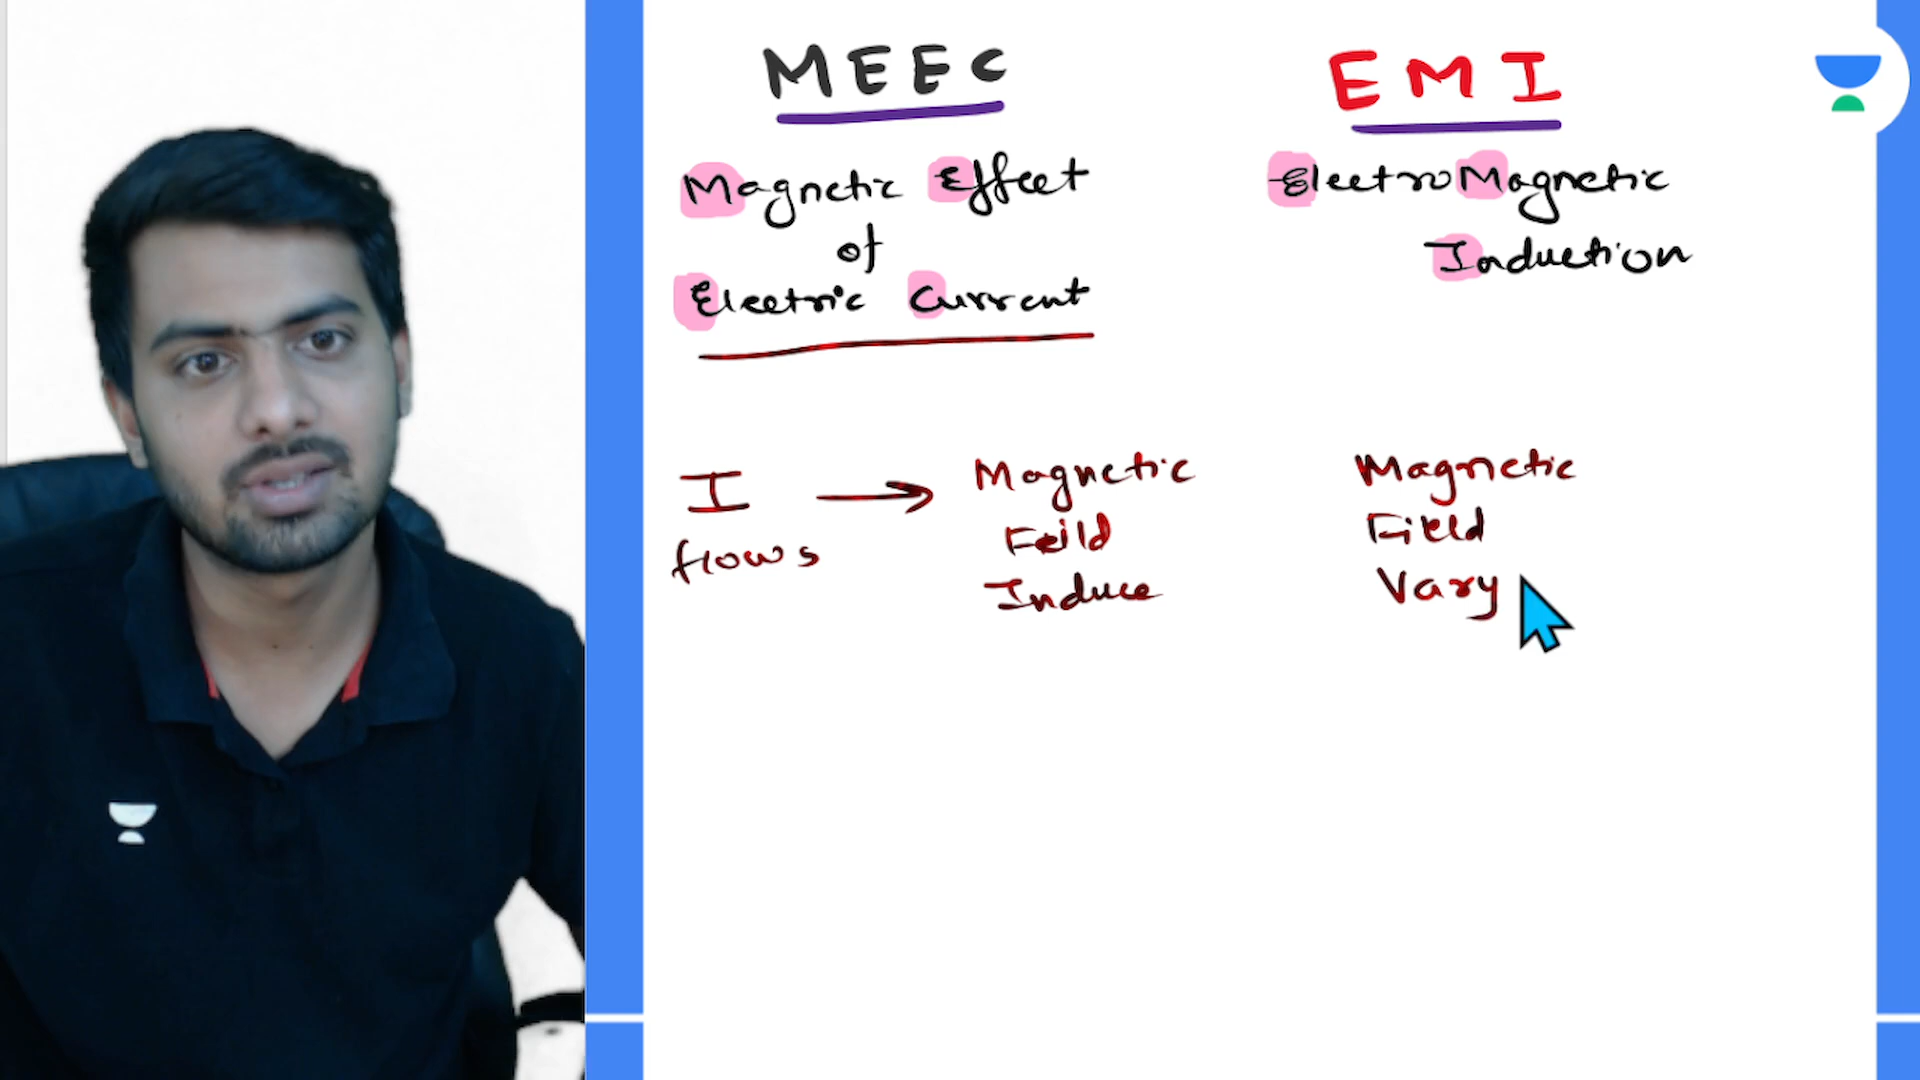 MEEC
EMI
Magnetic Effect
of
Electric Current
ElectroMagnetic
Induction
I
flows
→
Magnetic
Feild
Induce
Magnetic
Field
Vary